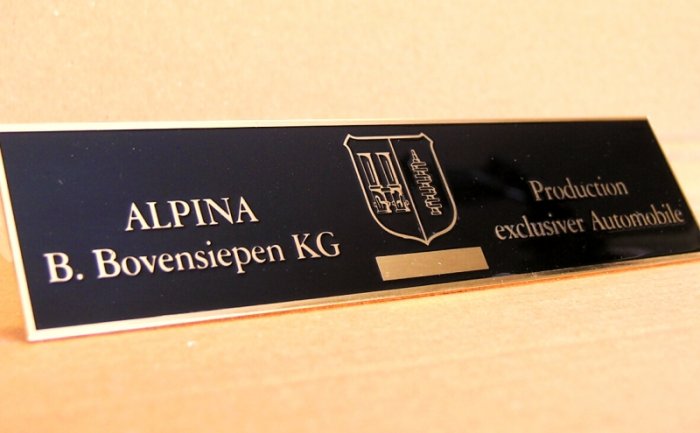 ALPINA
B. Bovensiepen KG
Production
exclusiver Automobile